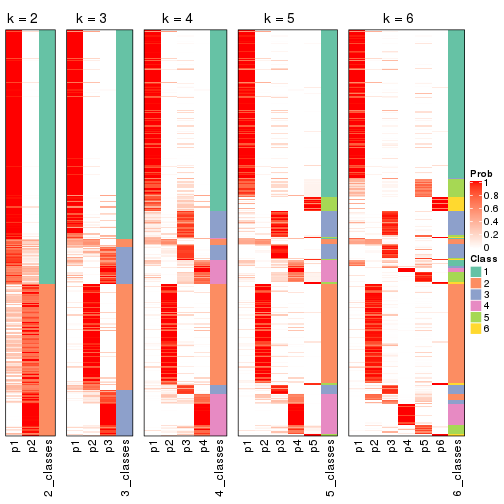 k = 2
k = 3
k = 4
k = 5
k = 6
Prob
1
0.8
0.6
0.4
0.2
0
Class
1
2
3
4
5
6
p1
p2
2_classes
p1
p2
p3
3_classes
p1
p2
p3
p4
4_classes
p1
p2
p3
p4
p5
5_classes
p1
p2
p3
p4
p5
p6
6_classes